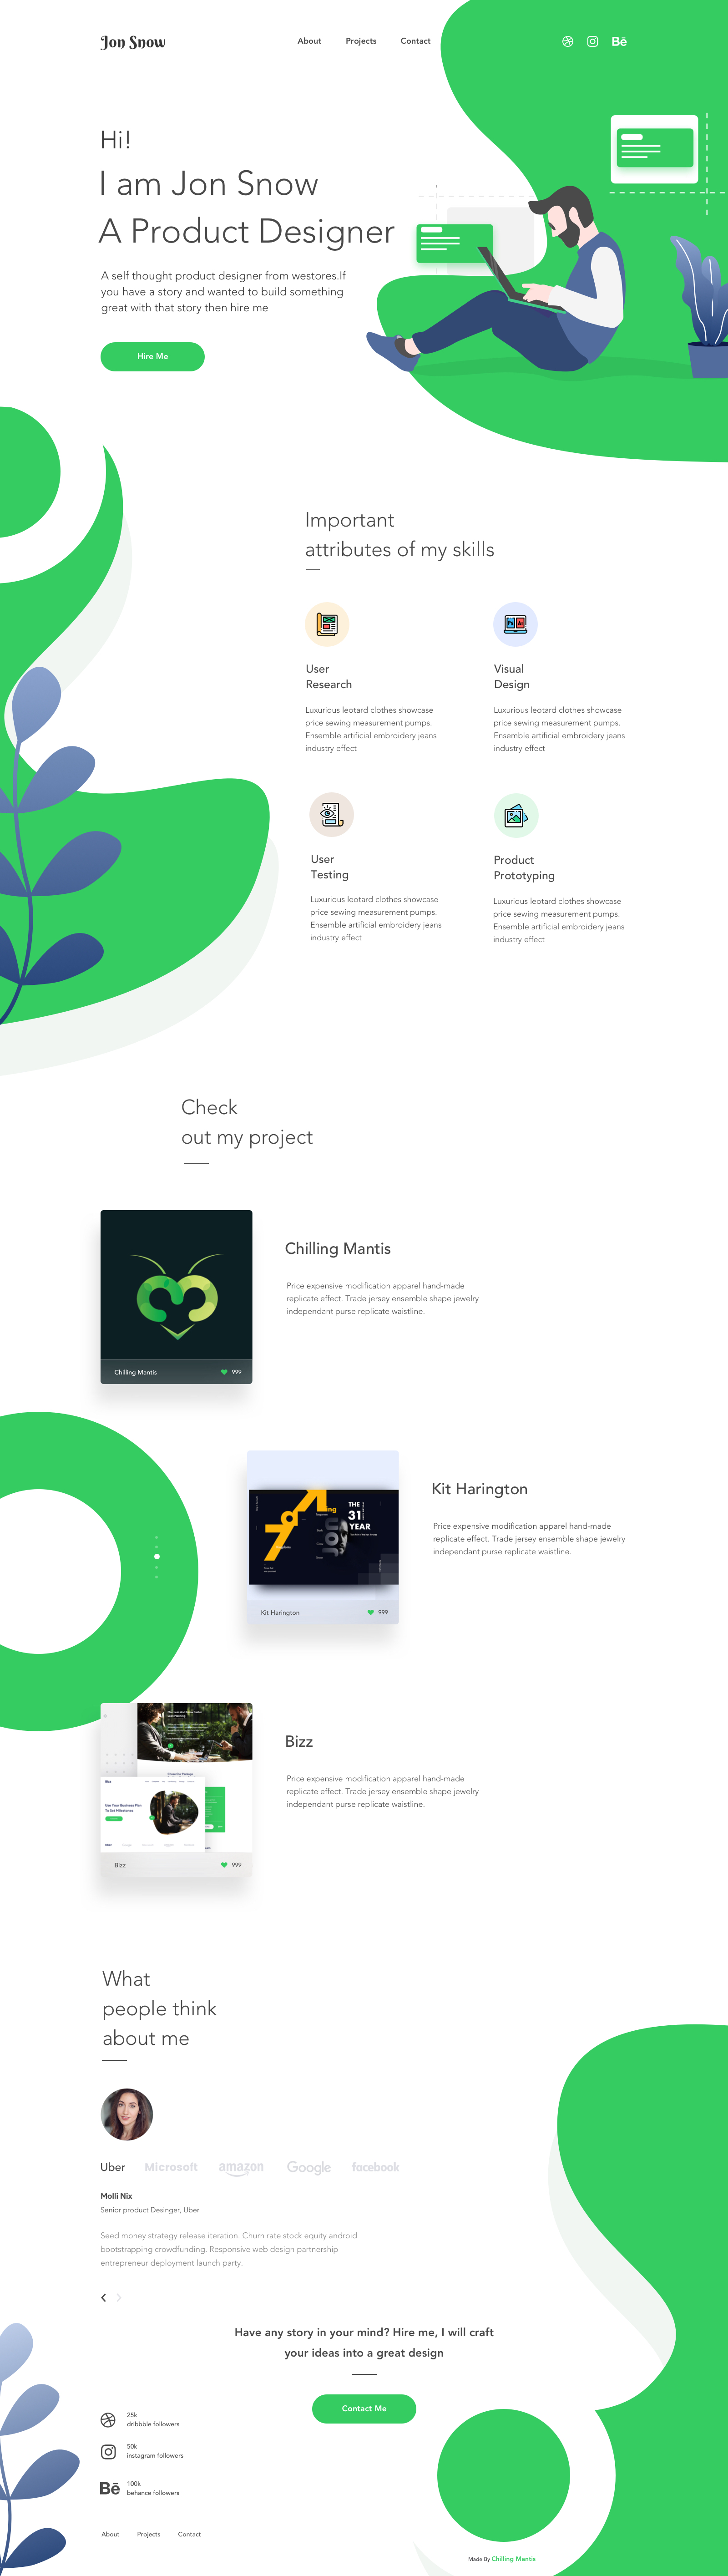 Jon Snow
About Projects Contact
Bē
Hi!
I am Jon Snow
A Product Designer
A self thought product designer from westores.If
you have a story and wanted to build something
great with that story then hire me
Hire Me
Important
attributes of my skills
User
Research
Luxurious leotard clothes showcase
price sewing measurement pumps.
Ensemble artificial embroidery jeans
industry effect
Visual
Design
Luxurious leotard clothes showcase
price sewing measurement pumps.
Ensemble artificial embroidery jeans
industry effect
User
Testing
Luxurious leotard clothes showcase
price sewing measurement pumps.
Ensemble artificial embroidery jeans
industry effect
Product
Prototyping
Luxurious leotard clothes showcase
price sewing measurement pumps.
Ensemble artificial embroidery jeans
industry effect
Check
out my project
Chilling Mantis 999
Chilling Mantis
Price expensive modification apparel hand-made
replicate effect. Trade jersey ensemble shape jewelry
independant purse replicate waistline.
THE
31
YEAR
Kit Harington 999
Kit Harington
Price expensive modification apparel hand-made
replicate effect. Trade jersey ensemble shape jewelry
independant purse replicate waistline.
Bizz 999
Bizz
Price expensive modification apparel hand-made
replicate effect. Trade jersey ensemble shape jewelry
independant purse replicate waistline.
What
people think
about me
Uber Microsoft amazon Google facebook
Molli Nix
Senior product Desinger, Uber
Seed money strategy release iteration. Churn rate stock equity android
bootstrapping crowdfunding. Responsive web design partnership
entrepreneur deployment launch party.
Have any story in your mind? Hire me, I will craft
your ideas into a great design
Contact Me
25k
dribbble followers
50k
instagram followers
Bē
100k
behance followers
About Projects Contact
Made By Chilling Mantis